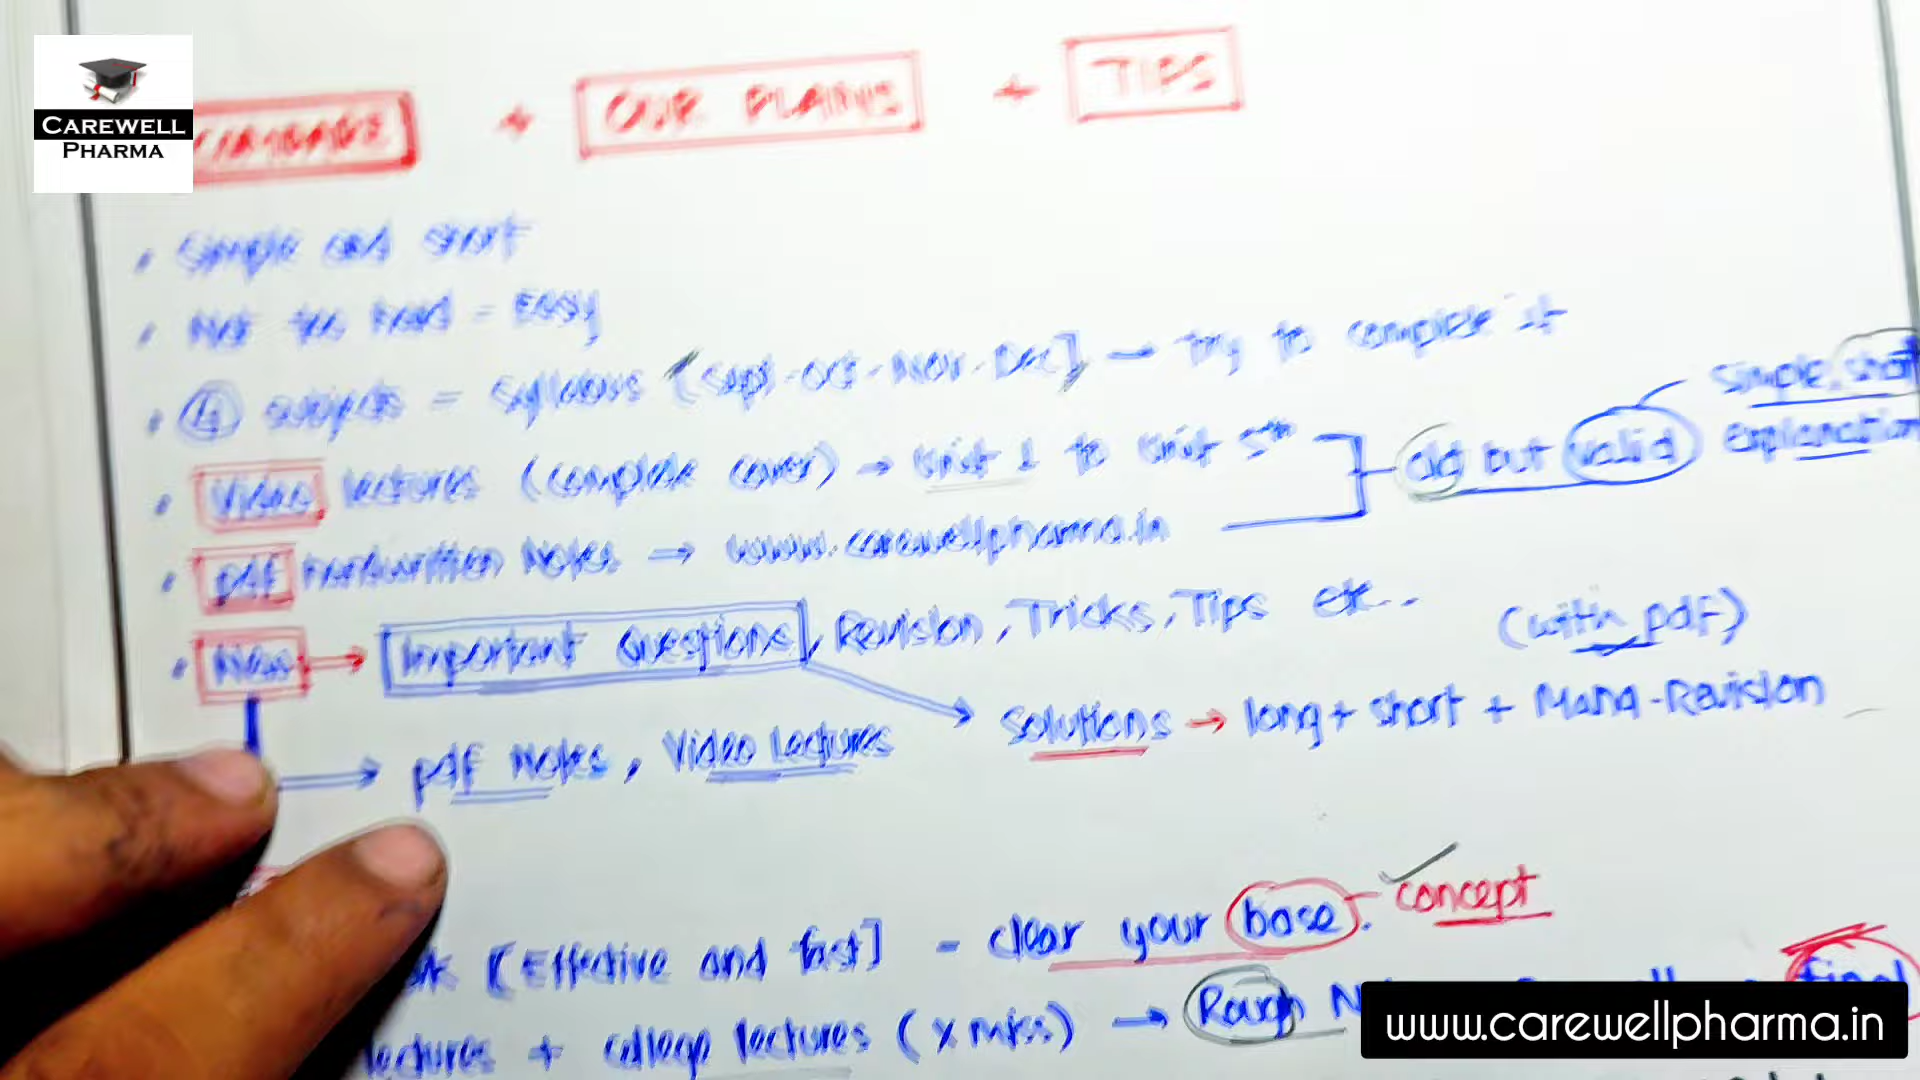 CAREWELL
PHARMA
+ OUR PLANS + TIPS
• Simple and short
• Not too hard = Easy
• 4 subjects = syllabus [Sept-Oct-Nov-Dec] → try to complete it
• Video lectures (complete cover) → Unit 1 to Unit 5th
old but valid
Simple, short
explanation
• pdf handwritten Notes → www.carewellpharma.in
• New → Important Questions, Revision, Tricks, Tips etc..
(with pdf)
Solutions → long + short + Mana-Revision
→ pdf Notes, Video Lectures
[Effective and fast] - clear your base. concept
lectures + college lectures (x miss) → Rough
final
www.carewellpharma.in